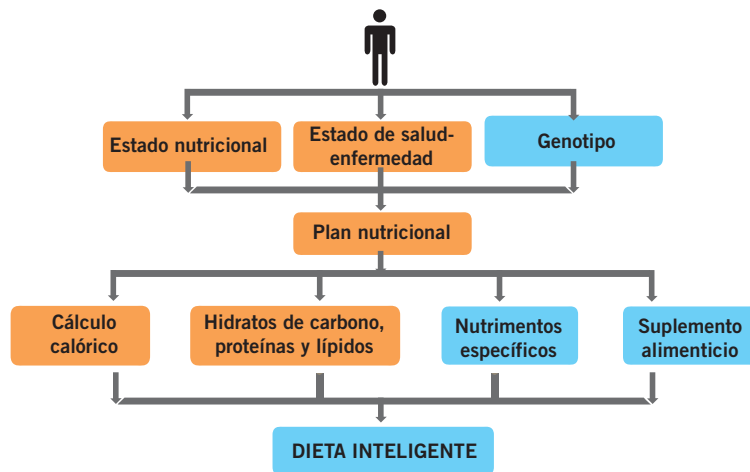 Estado nutricional
Estado de salud-
enfermedad
Genotipo
Plan nutricional
Cálculo
calórico
Hidratos de carbono,
proteínas y lípidos
Nutrimentos
específicos
Suplemento
alimenticio
DIETA INTELIGENTE